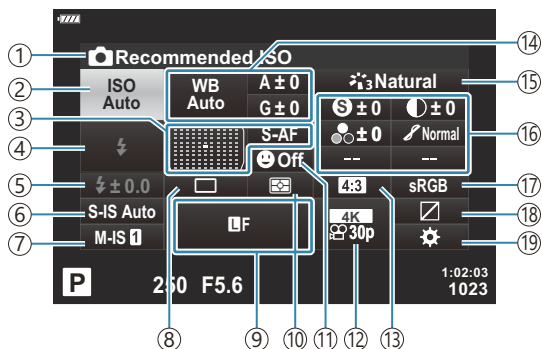 ① Recommended ISO
② ISO Auto WB Auto A±0 G±0 ⑭
3 Natural ⑮
③ S-AF
S ±0 ±0 ⑯
±0 Normal
-- --
④
Off ⑪
⑤ ±0.0 ⑧ ⑩ 4:3 ⑬ sRGB ⑰
⑥ S-IS Auto LF ⑨ 4K 30p ⑫ ⑱
⑦ M-IS 1 ⑲
P 250 F5.6 1:02:03
1023